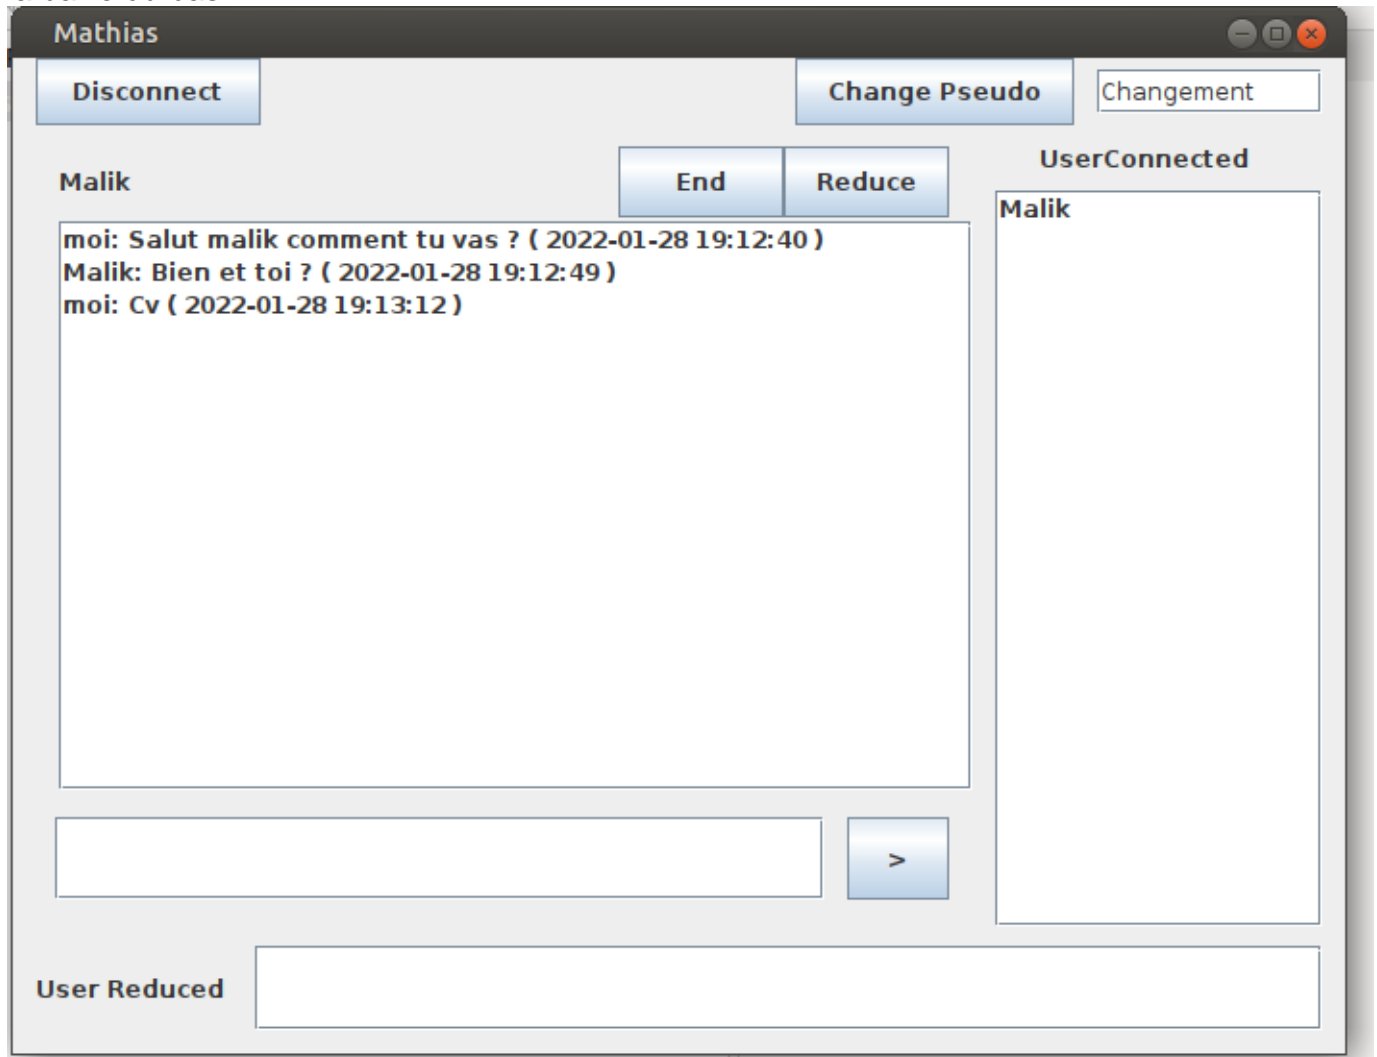 Mathias
Disconnect
Change Pseudo
Changement
Malik
End
Reduce
UserConnected
Malik
moi: Salut malik comment tu vas ? ( 2022-01-28 19:12:40 )
Malik: Bien et toi ? ( 2022-01-28 19:12:49 )
moi: Cv ( 2022-01-28 19:13:12 )
>
User Reduced